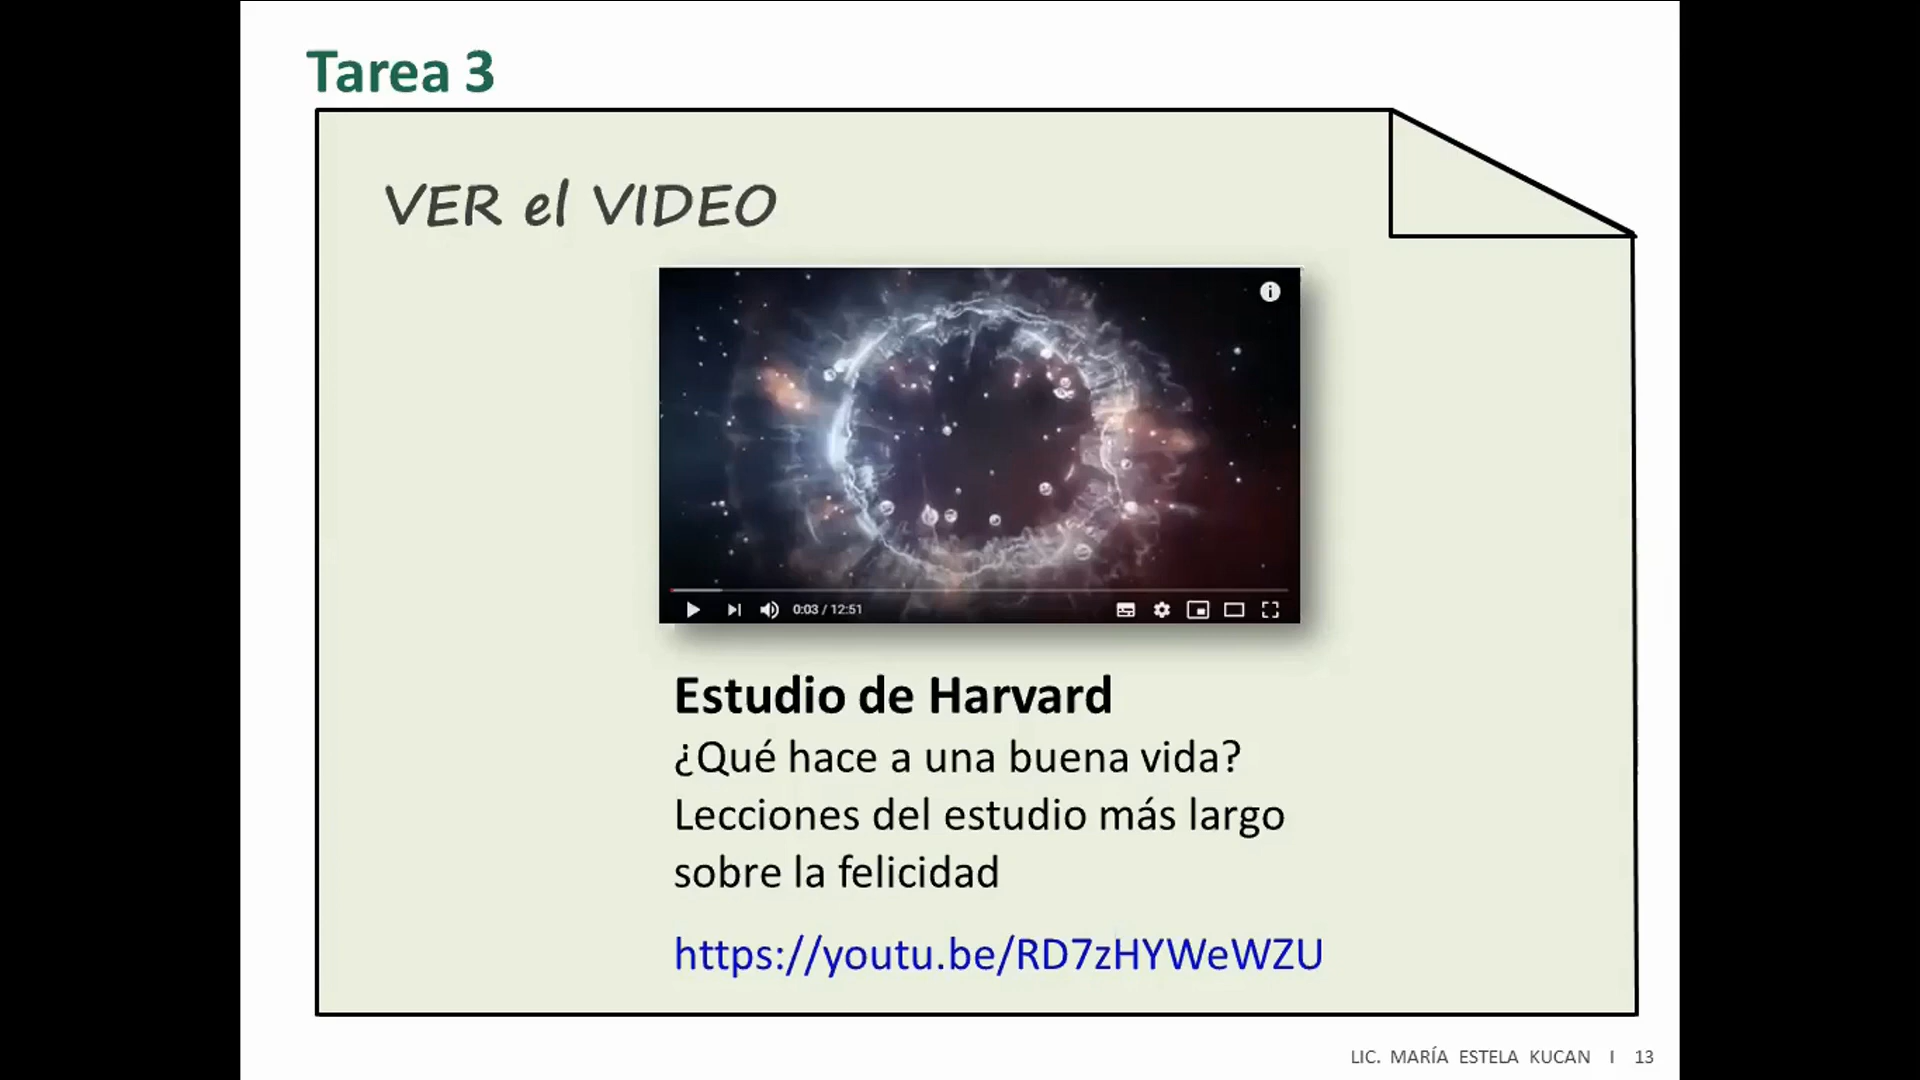 Tarea 3
VER el VIDEO
i
0:03 / 12:51
Estudio de Harvard
¿Qué hace a una buena vida?
Lecciones del estudio más largo
sobre la felicidad
https://youtu.be/RD7zHYWeWZU
LIC. MARÍA ESTELA KUCAN I 13